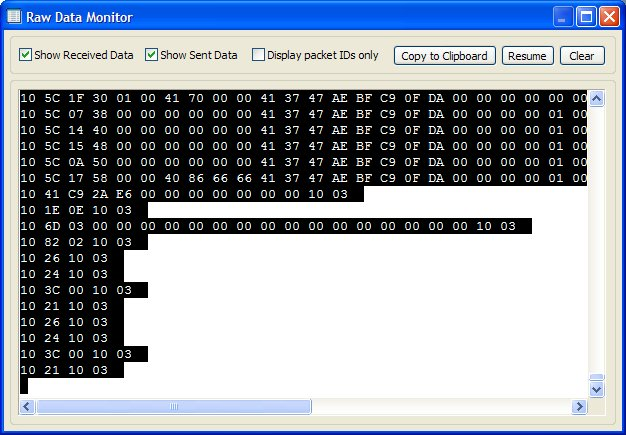 Raw Data Monitor
Show Received Data Show Sent Data Display packet IDs only Copy to Clipboard Resume Clear
10 5C 1F 30 01 00 41 70 00 00 41 37 47 AE BF C9 0F DA 00 00 00 00 00 00
10 5C 07 38 00 00 00 00 00 00 41 37 47 AE BF C9 0F DA 00 00 00 00 01 00
10 5C 14 40 00 00 00 00 00 00 41 37 47 AE BF C9 0F DA 00 00 00 00 01 00
10 5C 15 48 00 00 00 00 00 00 41 37 47 AE BF C9 0F DA 00 00 00 00 01 00
10 5C 0A 50 00 00 00 00 00 00 41 37 47 AE BF C9 0F DA 00 00 00 00 01 00
10 5C 17 58 00 00 00 40 86 66 66 41 37 47 AE BF C9 0F DA 00 00 00 00 01 00
10 41 C9 2A E6 00 00 00 00 00 00 00 10 03
10 1E 0E 10 03
10 6D 03 00 00 00 00 00 00 00 00 00 00 00 00 00 00 00 00 10 03
10 82 02 10 03
10 26 10 03
10 24 10 03
10 3C 00 10 03
10 21 10 03
10 26 10 03
10 24 10 03
10 3C 00 10 03
10 21 10 03